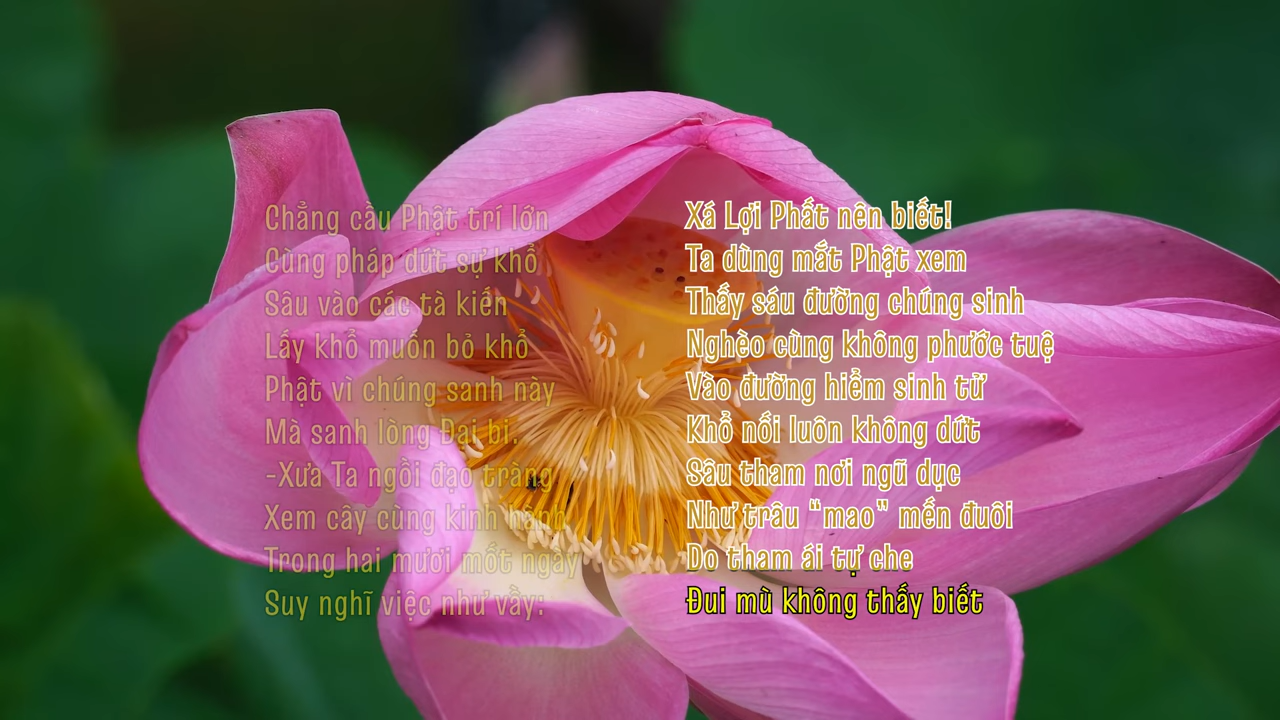 Xá Lợi Phất nên biết!
Ta dùng mắt Phật xem
Thấy sáu đường chúng sinh
Nghèo cùng không phước tuệ
Vào đường hiểm sinh tử
Khổ nối luôn không dứt
Sâu tham nơi ngũ dục
Như trâu “mao” mến đuôi
Do tham ái tự che
Đui mù không thấy biết
Chẳng cầu Phật trí lớn
Cùng pháp dứt sự khổ
Sâu vào các tà kiến
Lấy khổ muốn bỏ khổ
Phật vì chúng sanh này
Mà sanh lòng Đại bi.
-Xưa Ta ngồi đạo tràng
Xem cây cùng kinh hành
Trong hai mươi mốt ngày
Suy nghĩ việc như vầy: